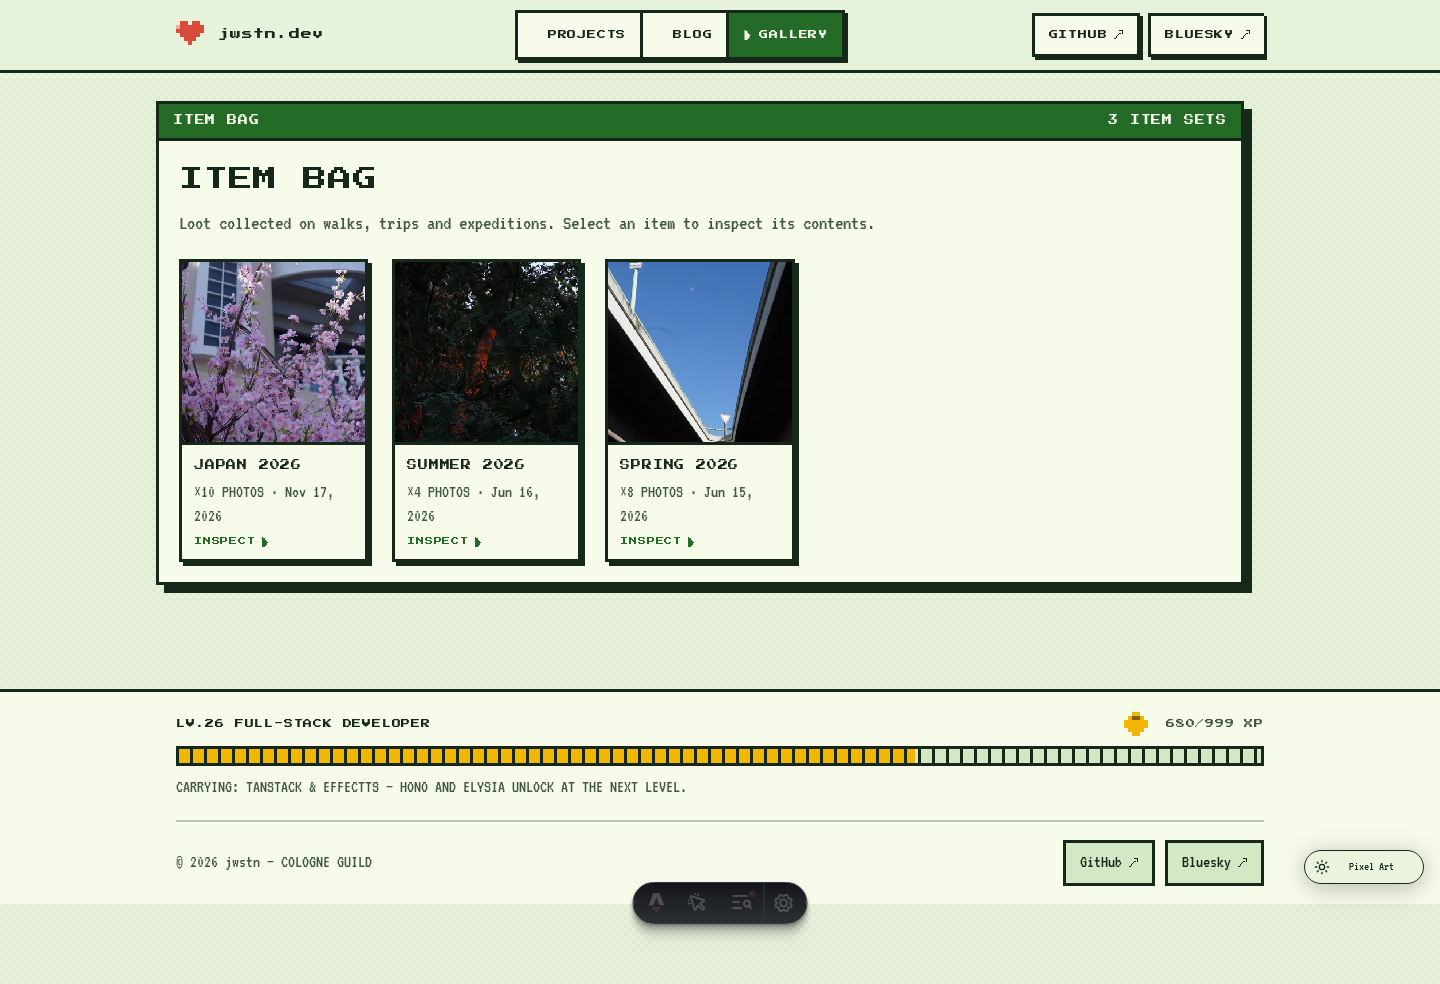 jwstn.dev
PROJECTS
BLOG
GALLERY
GITHUB ↗
BLUESKY ↗
ITEM BAG
3 ITEM SETS
ITEM BAG
Loot collected on walks, trips and expeditions. Select an item to inspect its contents.
JAPAN 2026
x10 PHOTOS · Nov 17,
2026
INSPECT
SUMMER 2026
x4 PHOTOS · Jun 16,
2026
INSPECT
SPRING 2026
x8 PHOTOS · Jun 15,
2026
INSPECT
LV.26 FULL-STACK DEVELOPER
680/999 XP
CARRYING: TANSTACK & EFFECTTS — HONO AND ELYSIA UNLOCK AT THE NEXT LEVEL.
© 2026 jwstn — COLOGNE GUILD
GitHub ↗
Bluesky ↗
Pixel Art